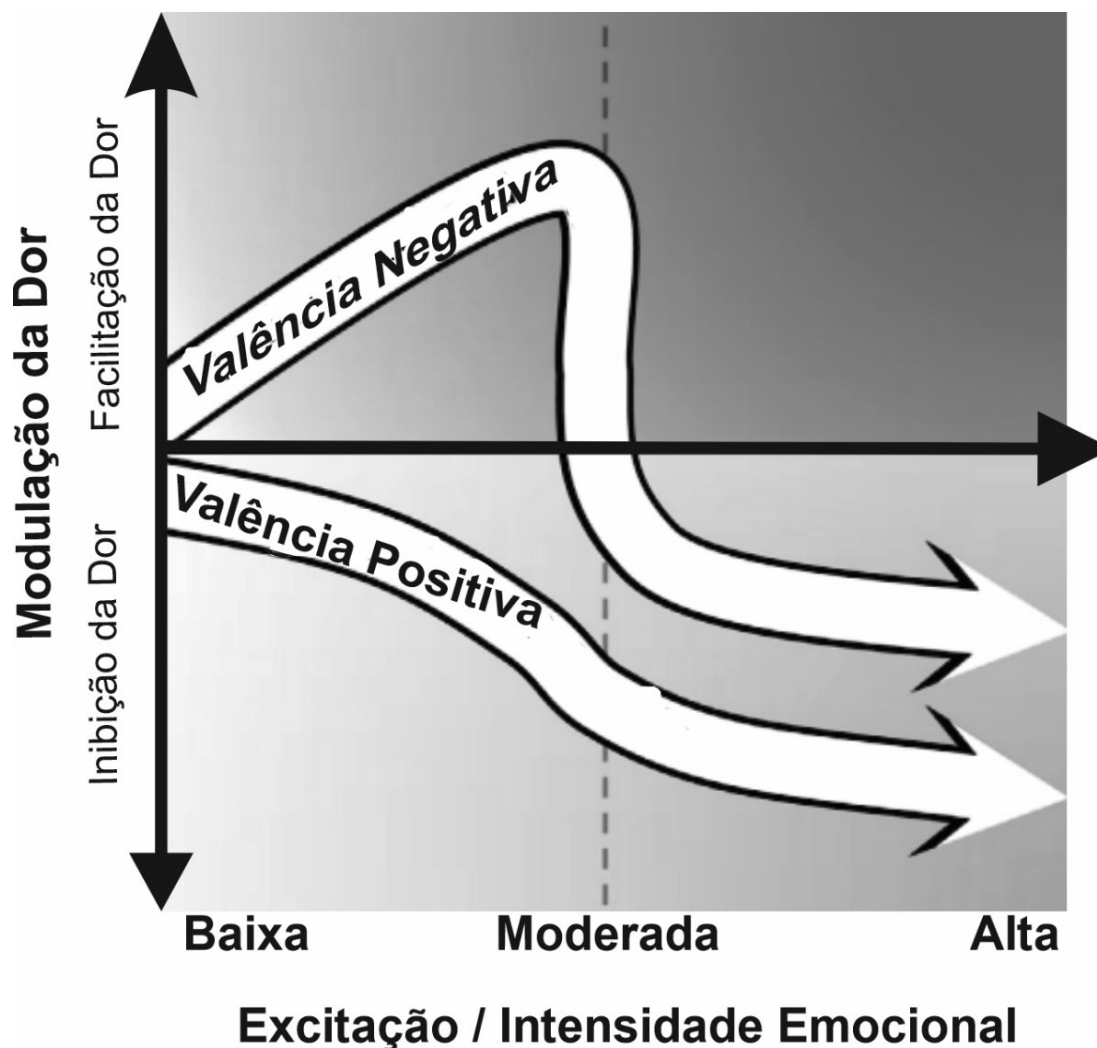 Modulação da Dor
Facilitação da Dor
Inibição da Dor
Valência Negativa
Valência Positiva
Baixa
Moderada
Alta
Excitação / Intensidade Emocional